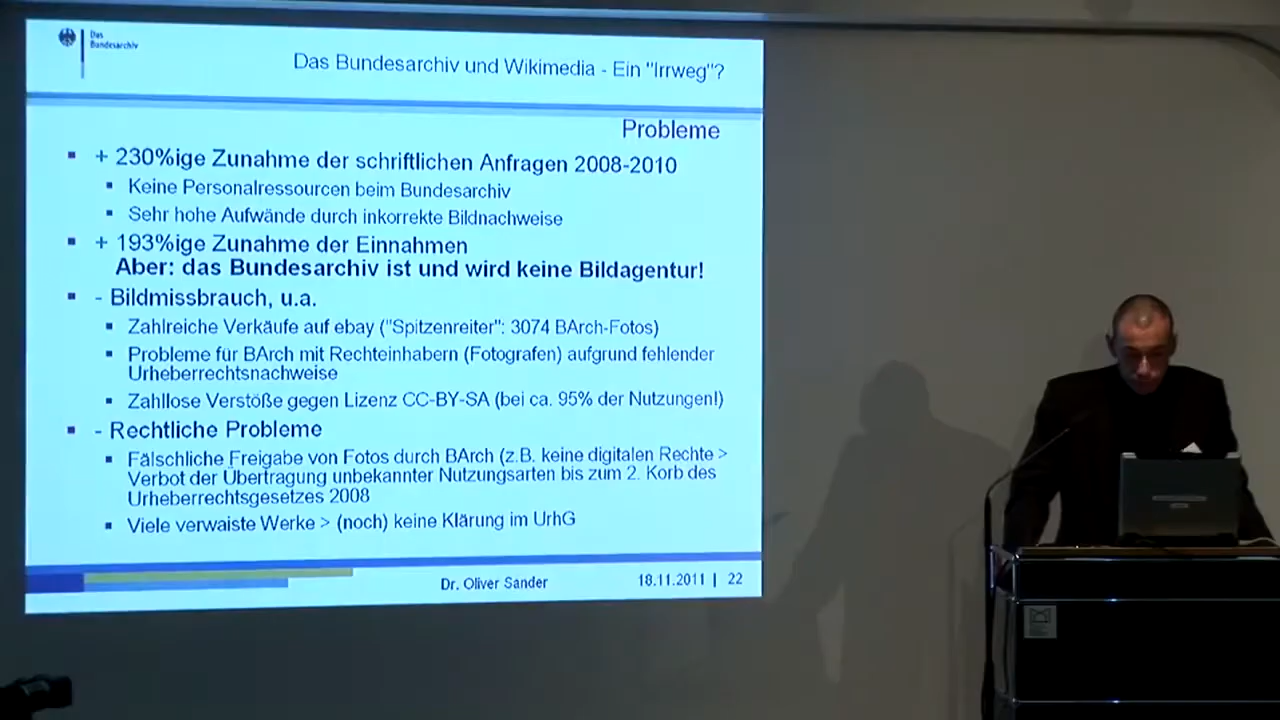 Das
Bundesarchiv
Das Bundesarchiv und Wikimedia - Ein "Irrweg"?
Probleme
▪ + 230%ige Zunahme der schriftlichen Anfragen 2008-2010
▪ Keine Personalressourcen beim Bundesarchiv
▪ Sehr hohe Aufwände durch inkorrekte Bildnachweise
▪ + 193%ige Zunahme der Einnahmen
Aber: das Bundesarchiv ist und wird keine Bildagentur!
▪ - Bildmissbrauch, u.a.
▪ Zahlreiche Verkäufe auf ebay ("Spitzenreiter": 3074 BArch-Fotos)
▪ Probleme für BArch mit Rechteinhabern (Fotografen) aufgrund fehlender
Urheberrechtsnachweise
▪ Zahllose Verstöße gegen Lizenz CC-BY-SA (bei ca. 95% der Nutzungen!)
▪ - Rechtliche Probleme
▪ Fälschliche Freigabe von Fotos durch BArch (z.B. keine digitalen Rechte >
Verbot der Übertragung unbekannter Nutzungsarten bis zum 2. Korb des
Urheberrechtsgesetzes 2008
▪ Viele verwaiste Werke > (noch) keine Klärung im UrhG
Dr. Oliver Sander
18.11.2011 | 22